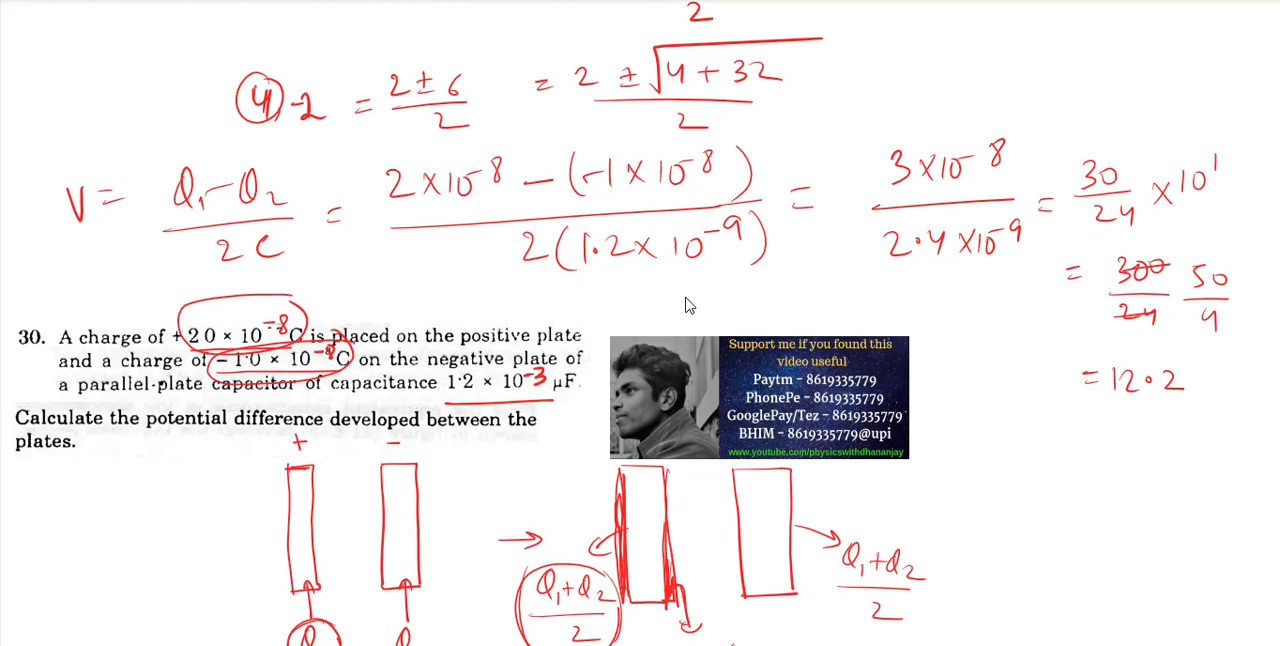 2
(4), -2 = 2 ± 6 / 2 = 2 ± √4 + 32 / 2
V = Q₁ - Q₂ / 2C = 2 × 10⁻⁸ - (-1 × 10⁻⁸) / 2(1.2 × 10⁻⁹) = 3 × 10⁻⁸ / 2.4 × 10⁻⁹ = 30 / 24 × 10¹
= 300 / 24 50 / 4
= 12.2
30. A charge of +2·0 × 10⁻⁸ C is placed on the positive plate
and a charge of −1·0 × 10⁻⁸ C on the negative plate of
a parallel-plate capacitor of capacitance 1·2 × 10⁻³ μF.
Calculate the potential difference developed between the
plates.
Support me if you found this
video useful
Paytm – 8619335779
PhonePe – 8619335779
GooglePay/Tez – 8619335779
BHIM – 8619335779@upi
www.youtube.com/physicswithdhananjay
+ −
Q₁+Q₂ / 2
Q₁+Q₂ / 2